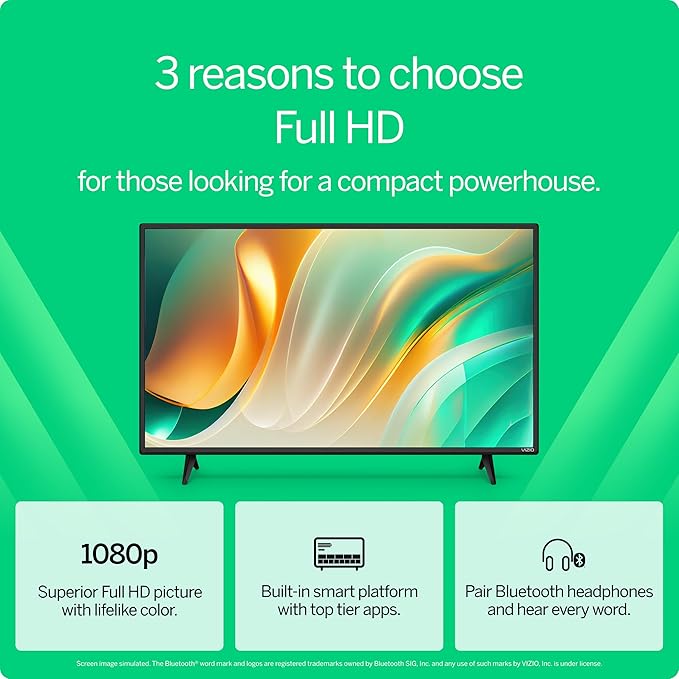 3 reasons to choose
Full HD
for those looking for a compact powerhouse.
VIZIO
1080p
Superior Full HD picture
with lifelike color.
Built-in smart platform
with top tier apps.
Pair Bluetooth headphones
and hear every word.
Screen image simulated. The Bluetooth® word mark and logos are registered trademarks owned by Bluetooth SIG, Inc. and any use of such marks by VIZIO, Inc. is under license.